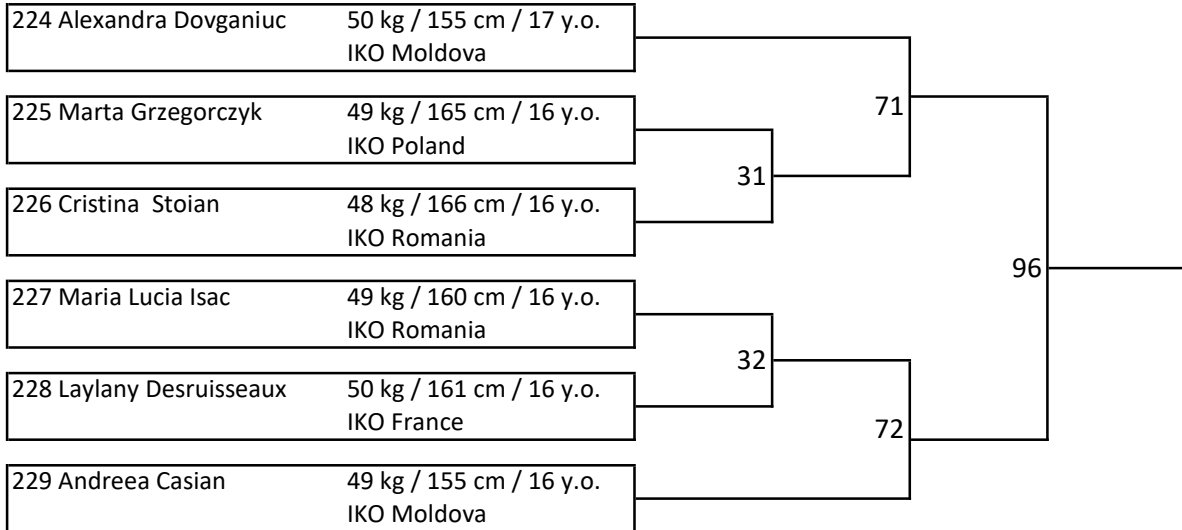 224 Alexandra Dovganiuc 50 kg / 155 cm / 17 y.o.
IKO Moldova
71
225 Marta Grzegorczyk 49 kg / 165 cm / 16 y.o.
IKO Poland
31
226 Cristina Stoian 48 kg / 166 cm / 16 y.o.
IKO Romania
96
227 Maria Lucia Isac 49 kg / 160 cm / 16 y.o.
IKO Romania
32
228 Laylany Desruisseaux 50 kg / 161 cm / 16 y.o.
IKO France
72
229 Andreea Casian 49 kg / 155 cm / 16 y.o.
IKO Moldova